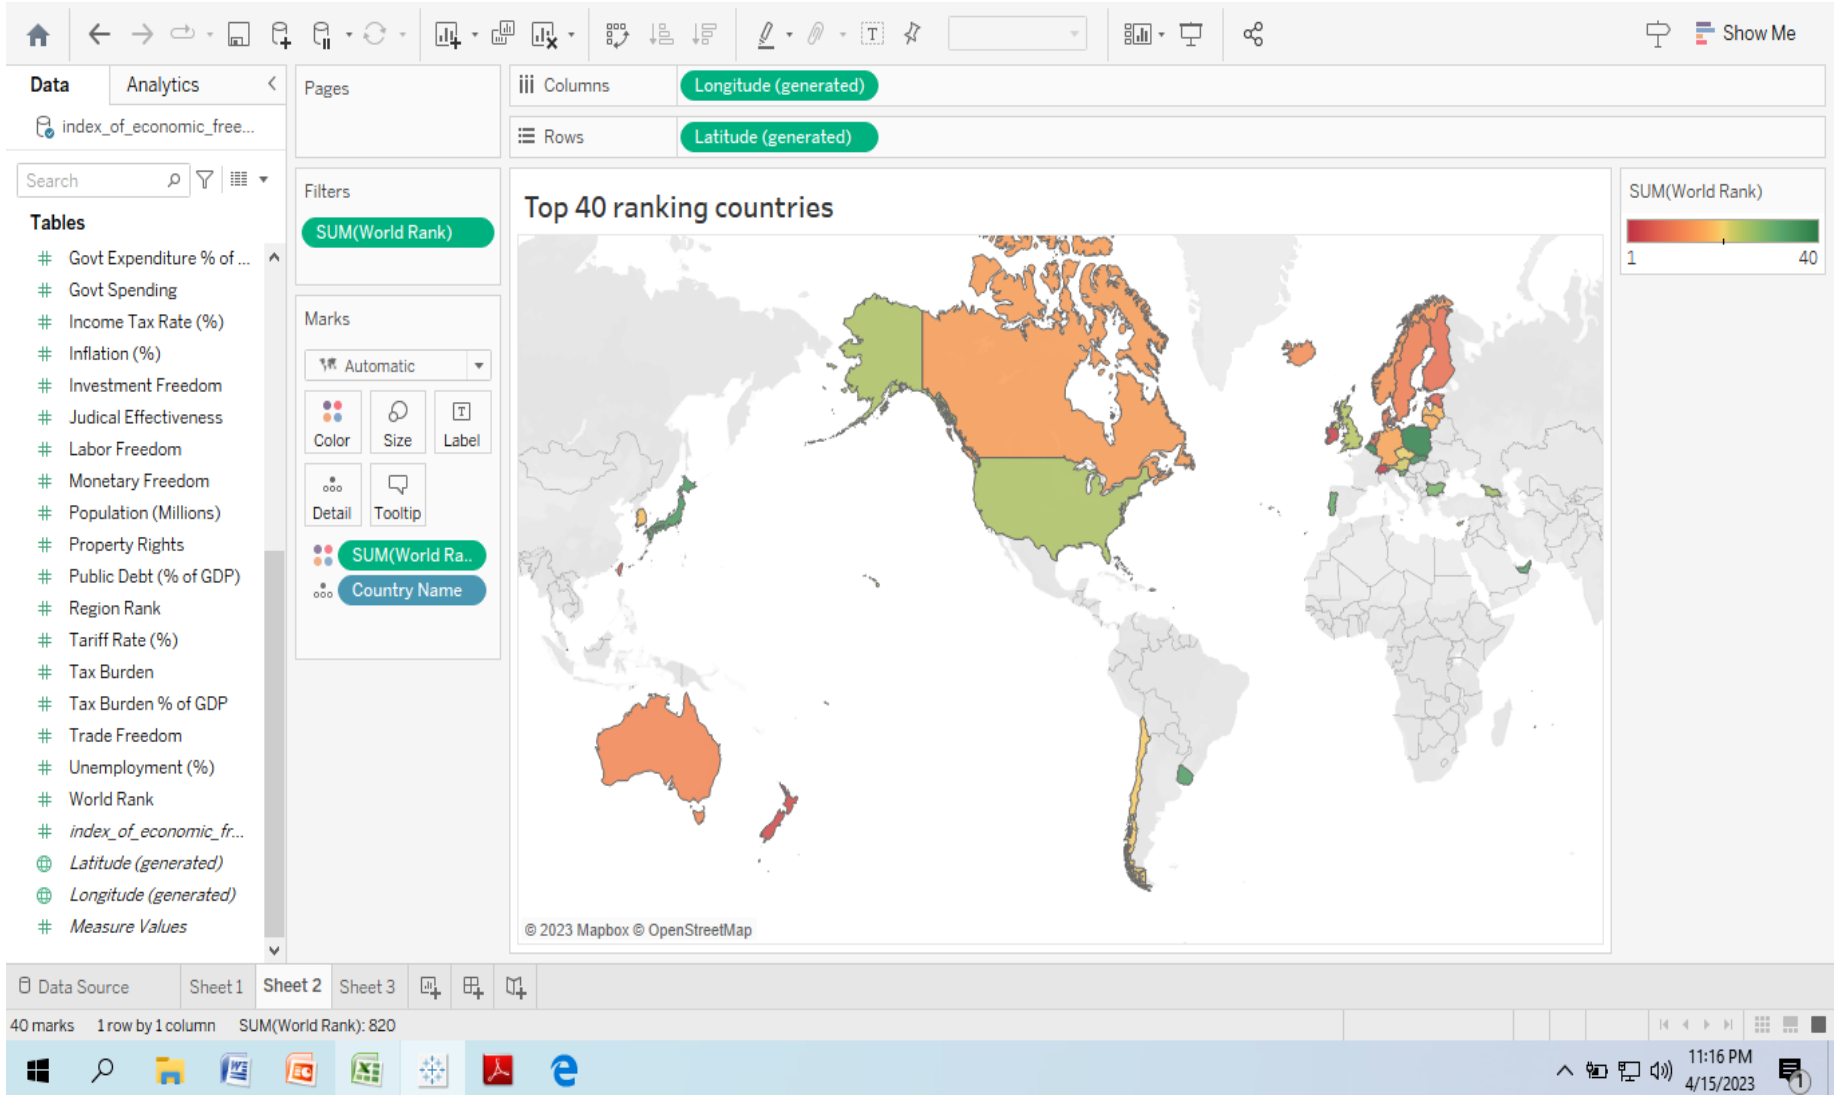 Show Me
Data
Analytics
index_of_economic_free...
Search
Tables
Govt Expenditure % of ...
Govt Spending
Income Tax Rate (%)
Inflation (%)
Investment Freedom
Judical Effectiveness
Labor Freedom
Monetary Freedom
Population (Millions)
Property Rights
Public Debt (% of GDP)
Region Rank
Tariff Rate (%)
Tax Burden
Tax Burden % of GDP
Trade Freedom
Unemployment (%)
World Rank
index_of_economic_fr...
Latitude (generated)
Longitude (generated)
Measure Values
Pages
Filters
SUM(World Rank)
Marks
Automatic
Color
Size
Label
Detail
Tooltip
SUM(World Ra..
Country Name
Columns
Longitude (generated)
Rows
Latitude (generated)
Top 40 ranking countries
© 2023 Mapbox © OpenStreetMap
SUM(World Rank)
1
40
Data Source
Sheet 1
Sheet 2
Sheet 3
40 marks
1 row by 1 column
SUM(World Rank): 820
11:16 PM
4/15/2023
1